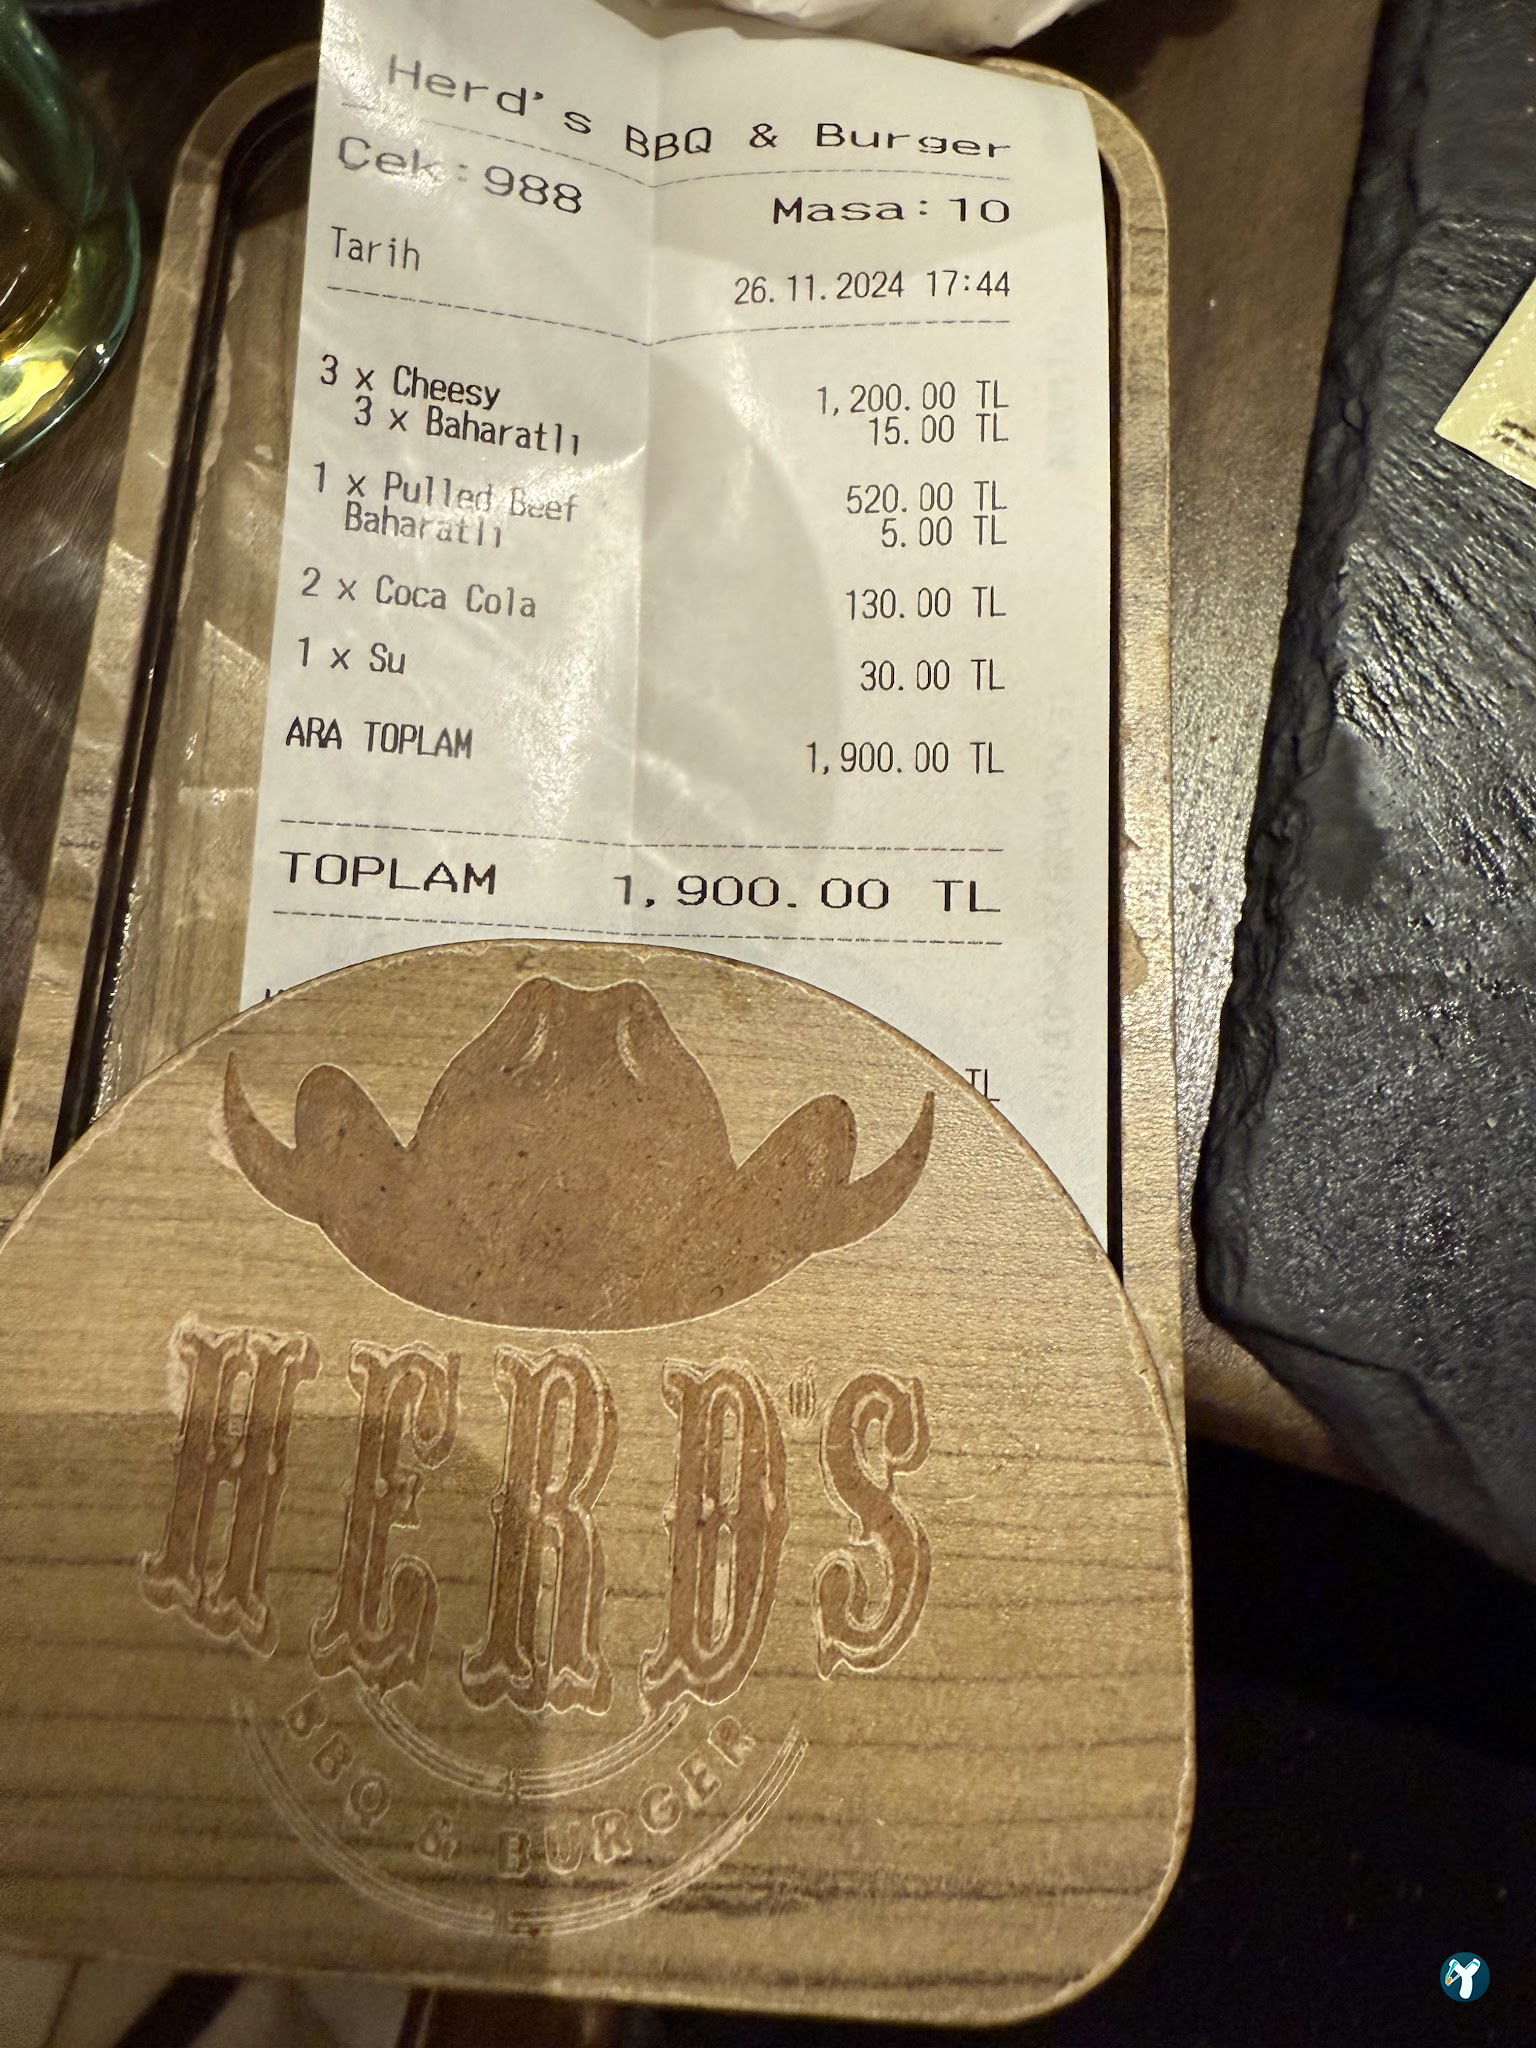 Herd's BBQ & Burger
Çek:988 Masa:10
Tarih 26.11.2024 17:44
3 x Cheesy 1,200.00 TL
3 x Baharatlı 15.00 TL
1 x Pulled Beef 520.00 TL
Baharatlı 5.00 TL
2 x Coca Cola 130.00 TL
1 x Su 30.00 TL
ARA TOPLAM 1,900.00 TL
TOPLAM 1,900.00 TL
TL
HERD'S
BBQ & BURGER